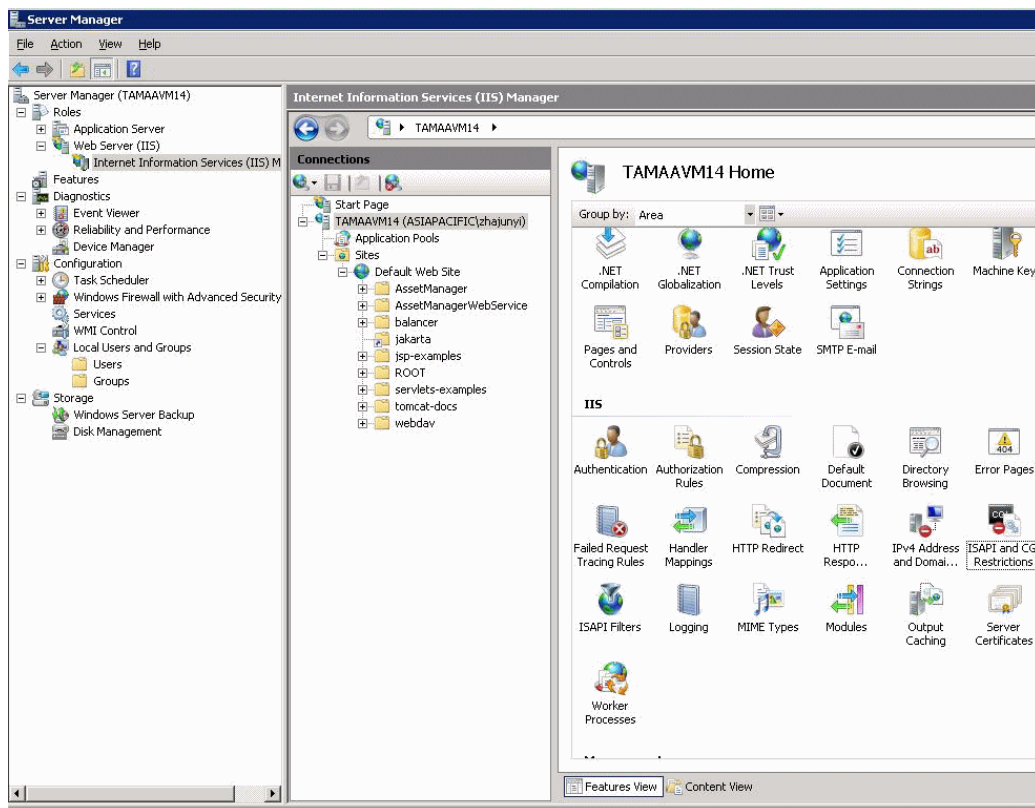 Server Manager
File Action View Help
Server Manager (TAMAAVM14)
Roles
Application Server
Web Server (IIS)
Internet Information Services (IIS) M
Features
Diagnostics
Event Viewer
Reliability and Performance
Device Manager
Configuration
Task Scheduler
Windows Firewall with Advanced Security
Services
WMI Control
Local Users and Groups
Users
Groups
Storage
Windows Server Backup
Disk Management
Internet Information Services (IIS) Manager
TAMAAVM14
Connections
Start Page
TAMAAVM14 (ASIAPACIFIC\zhajunyi)
Application Pools
Sites
Default Web Site
AssetManager
AssetManagerWebService
balancer
jakarta
jsp-examples
ROOT
servlets-examples
tomcat-docs
webdav
TAMAAVM14 Home
Group by: Area
.NET Compilation
.NET Globalization
.NET Trust Levels
Application Settings
ab
Connection Strings
Machine Key
Pages and Controls
Providers
Session State
SMTP E-mail
IIS
Authentication
Authorization Rules
Compression
Default Document
Directory Browsing
404
Error Pages
Failed Request Tracing Rules
Handler Mappings
HTTP Redirect
HTTP Respo...
IPv4 Address and Domai...
ISAPI and CG Restrictions
ISAPI Filters
Logging
MIME Types
Modules
Output Caching
Server Certificates
Worker Processes
Features View
Content View